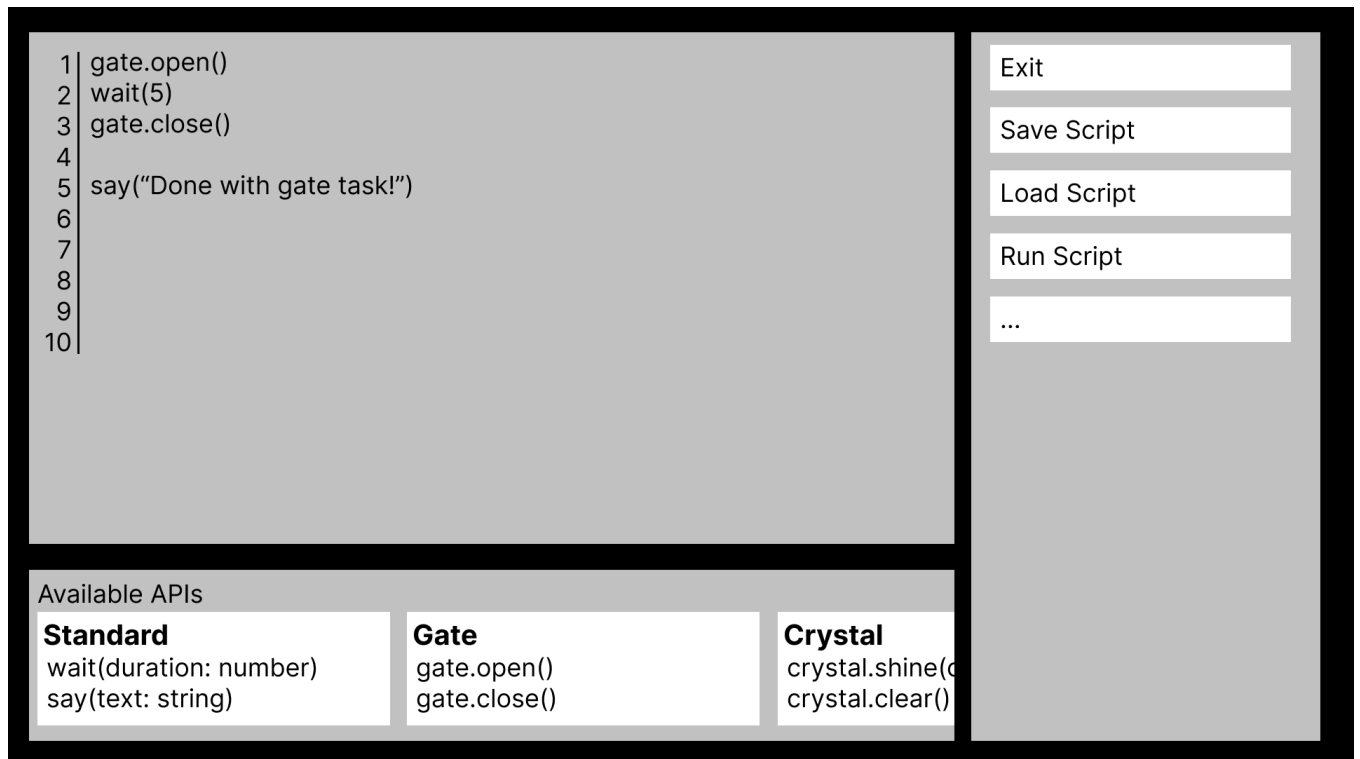 1 gate.open()
2 wait(5)
3 gate.close()
4
5 say(“Done with gate task!”)
6
7
8
9
10
Exit
Save Script
Load Script
Run Script
...
Available APIs
Standard
wait(duration: number)
say(text: string)
Gate
gate.open()
gate.close()
Crystal
crystal.shine(
crystal.clear()